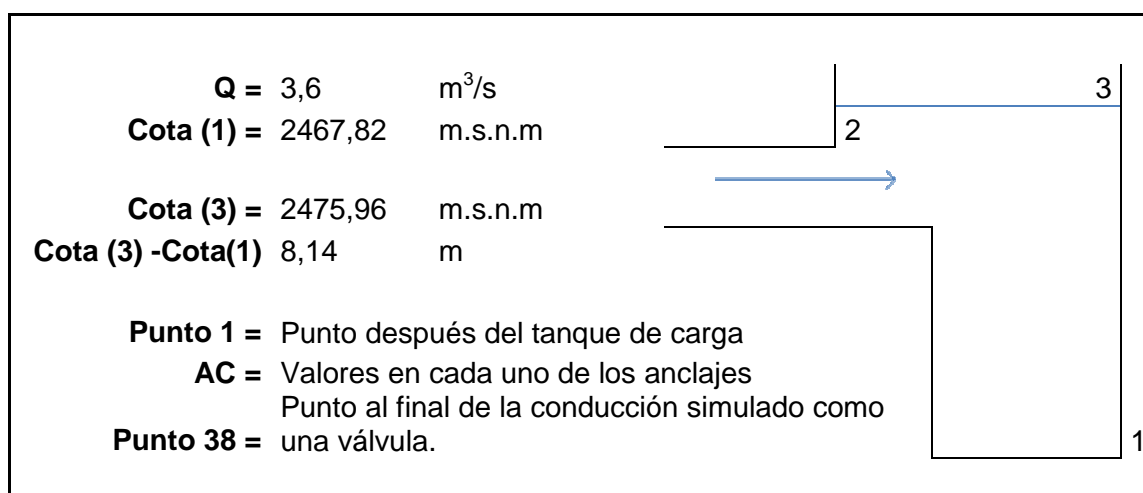 Q = 3,6 m³/s
Cota (1) = 2467,82 m.s.n.m
Cota (3) = 2475,96 m.s.n.m
Cota (3) -Cota(1) 8,14 m
Punto 1 = Punto después del tanque de carga
AC = Valores en cada uno de los anclajes
Punto al final de la conducción simulado como
Punto 38 = una válvula.
3
2
1